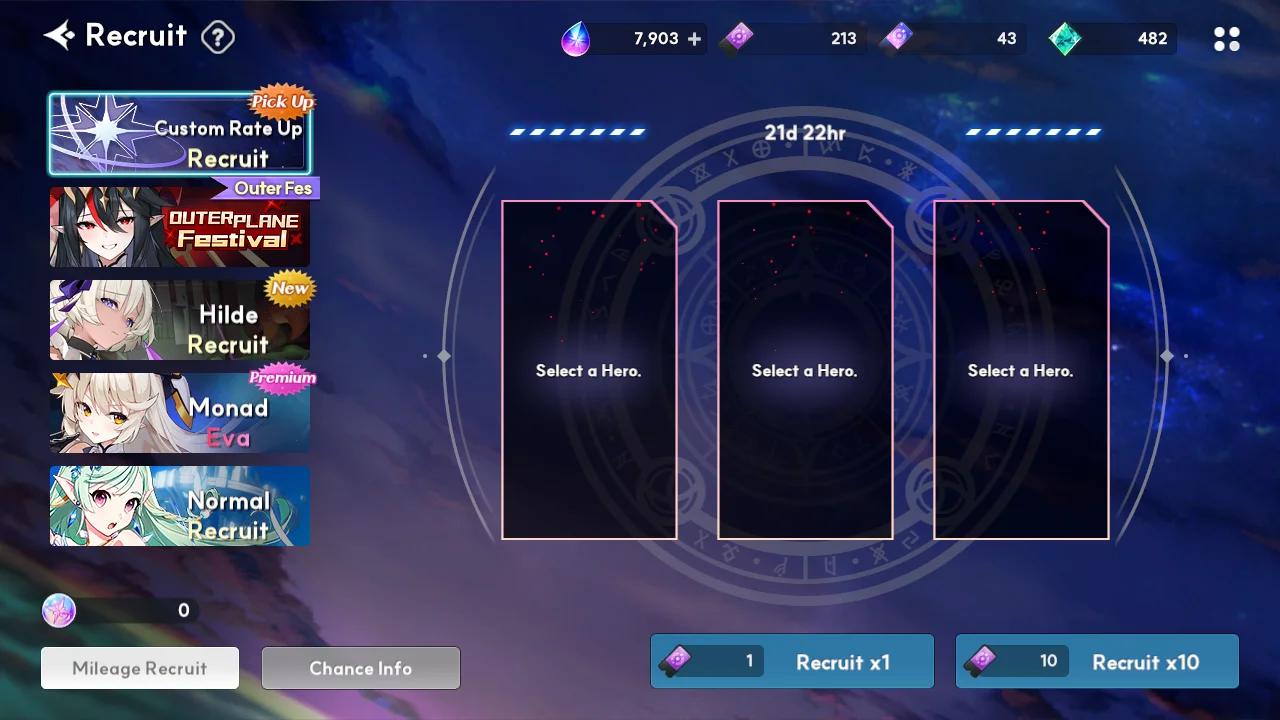 Recruit
?
7,903
213
43
482
Pick Up
Custom Rate Up
Recruit
Outer Fes
OUTERPLANE
Festival
New
Hilde
Recruit
Premium
Monad
Eva
Normal
Recruit
0
Mileage Recruit
Chance Info
21d 22hr
Select a Hero.
Select a Hero.
Select a Hero.
1
Recruit x1
10
Recruit x10